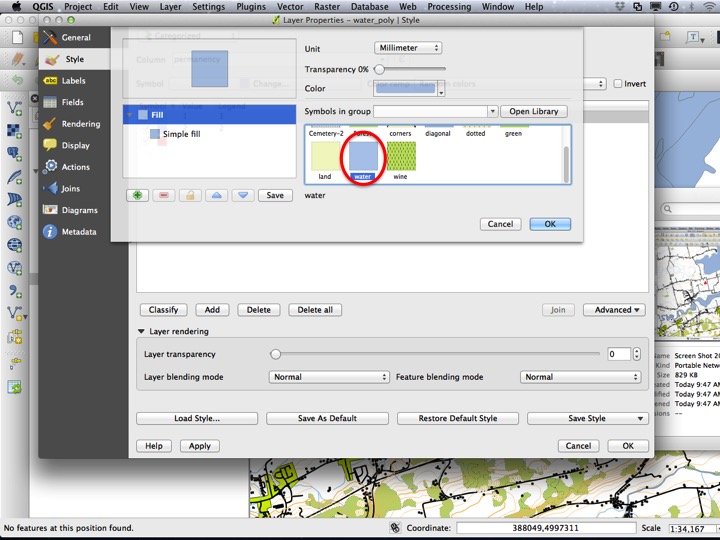 QGIS Project Edit View Layer Settings Plugins Vector Raster Database Web Processing Window Help
Layer Properties - water_poly | Style
General
Style
Labels
Fields
Rendering
Display
Actions
Joins
Diagrams
Metadata
Categorized
Column
Symbol
Change...
Unit Millimeter
Transparency 0%
Color
Invert
Symbols in group Open Library
Fill
Simple fill
Cemetery-2 corners diagonal dotted green
land water wine
water
Save
Cancel OK
Classify Add Delete Delete all Join Advanced
Layer rendering
Layer transparency 0
Layer blending mode Normal Feature blending mode Normal
Load Style... Save As Default Restore Default Style Save Style
Help Apply Cancel OK
Name Screen Shot 20
Kind Portable Netw
Size 829 KB
Today 9:47 AM
Today 9:47 AM
Today 9:47 AM
--
No features at this position found. Coordinate: 388049,4997311 Scale 1:34,167